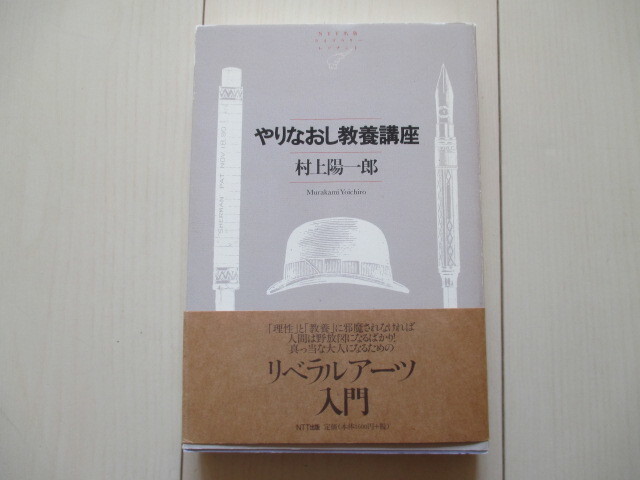 やりなおし教養講座
村上陽一郎
Murakami Yoichiro
「理性」と「教養」に邪魔されなければ
人間は野放図になるばかり!
真っ当な大人になるための
リベラルアーツ
入門
NTT出版